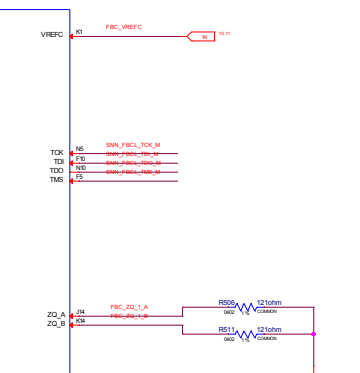 FBC_VREFC
VREFC K1 IN 10,11
TCK N5 SNN_FBCL_TCK_M
TDI F10 SNN_FBCL_TDI_M
TDO N10 SNN_FBCL_TDO_M
TMS F5 SNN_FBCL_TMS_M
R506 121ohm
ZQ_A J14 FBC_ZQ_1_A 0402 1% COMMON
ZQ_B K14 FBC_ZQ_1_B
R511 121ohm
0402 1% COMMON